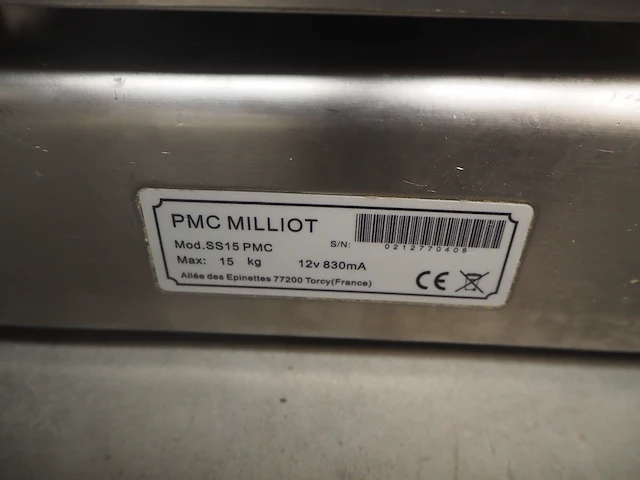 PMC MILLIOT
Mod.SS15 PMC
S/N:
0212770408
Max: 15 kg 12v 830mA
Allée des Epinettes 77200 Torcy(France)
CE